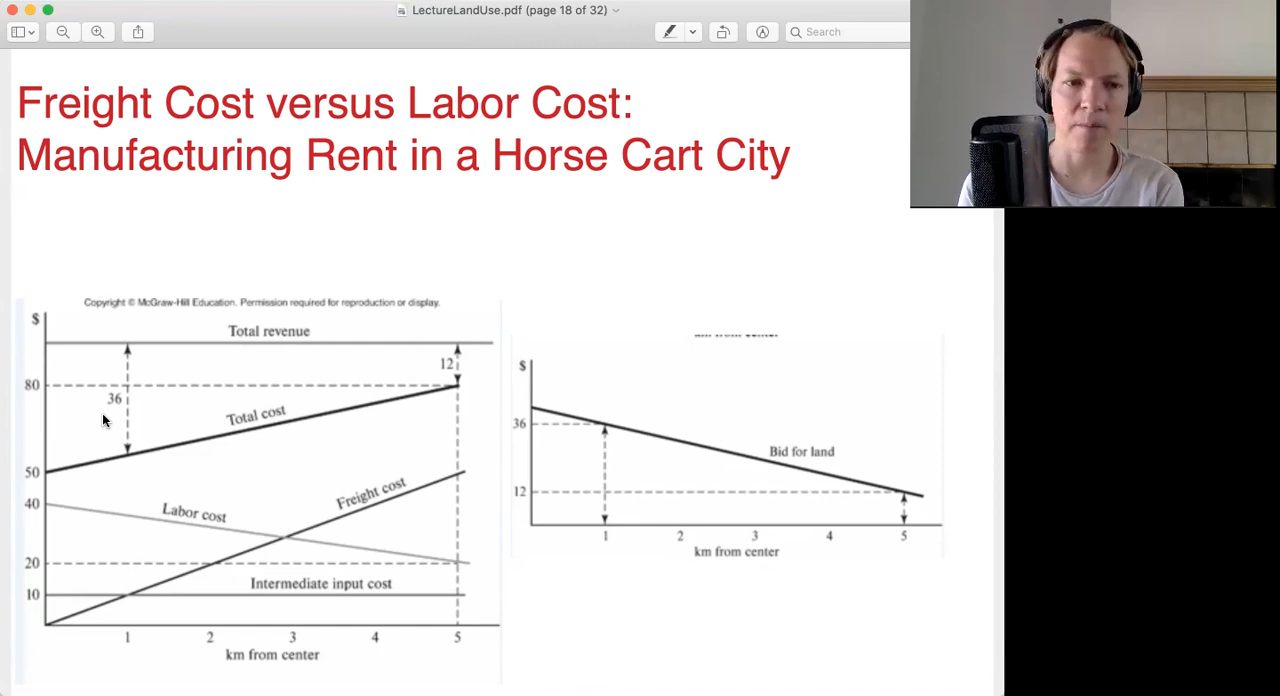 LectureLandUse.pdf (page 18 of 32)
Search
Freight Cost versus Labor Cost:
Manufacturing Rent in a Horse Cart City
Copyright © McGraw-Hill Education. Permission required for reproduction or display.
$
Total revenue
12
80
36
Total cost
50
40
Labor cost
Freight cost
20
Intermediate input cost
10
1 2 3 4 5
km from center
$
36
Bid for land
12
1 2 3 4 5
km from center